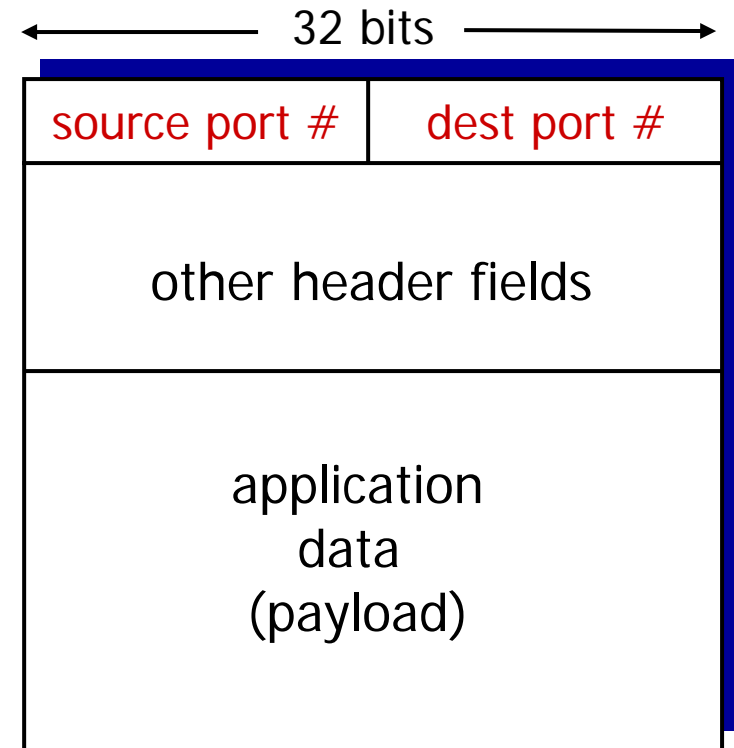 32 bits
source port # dest port #
other header fields
application
data
(payload)